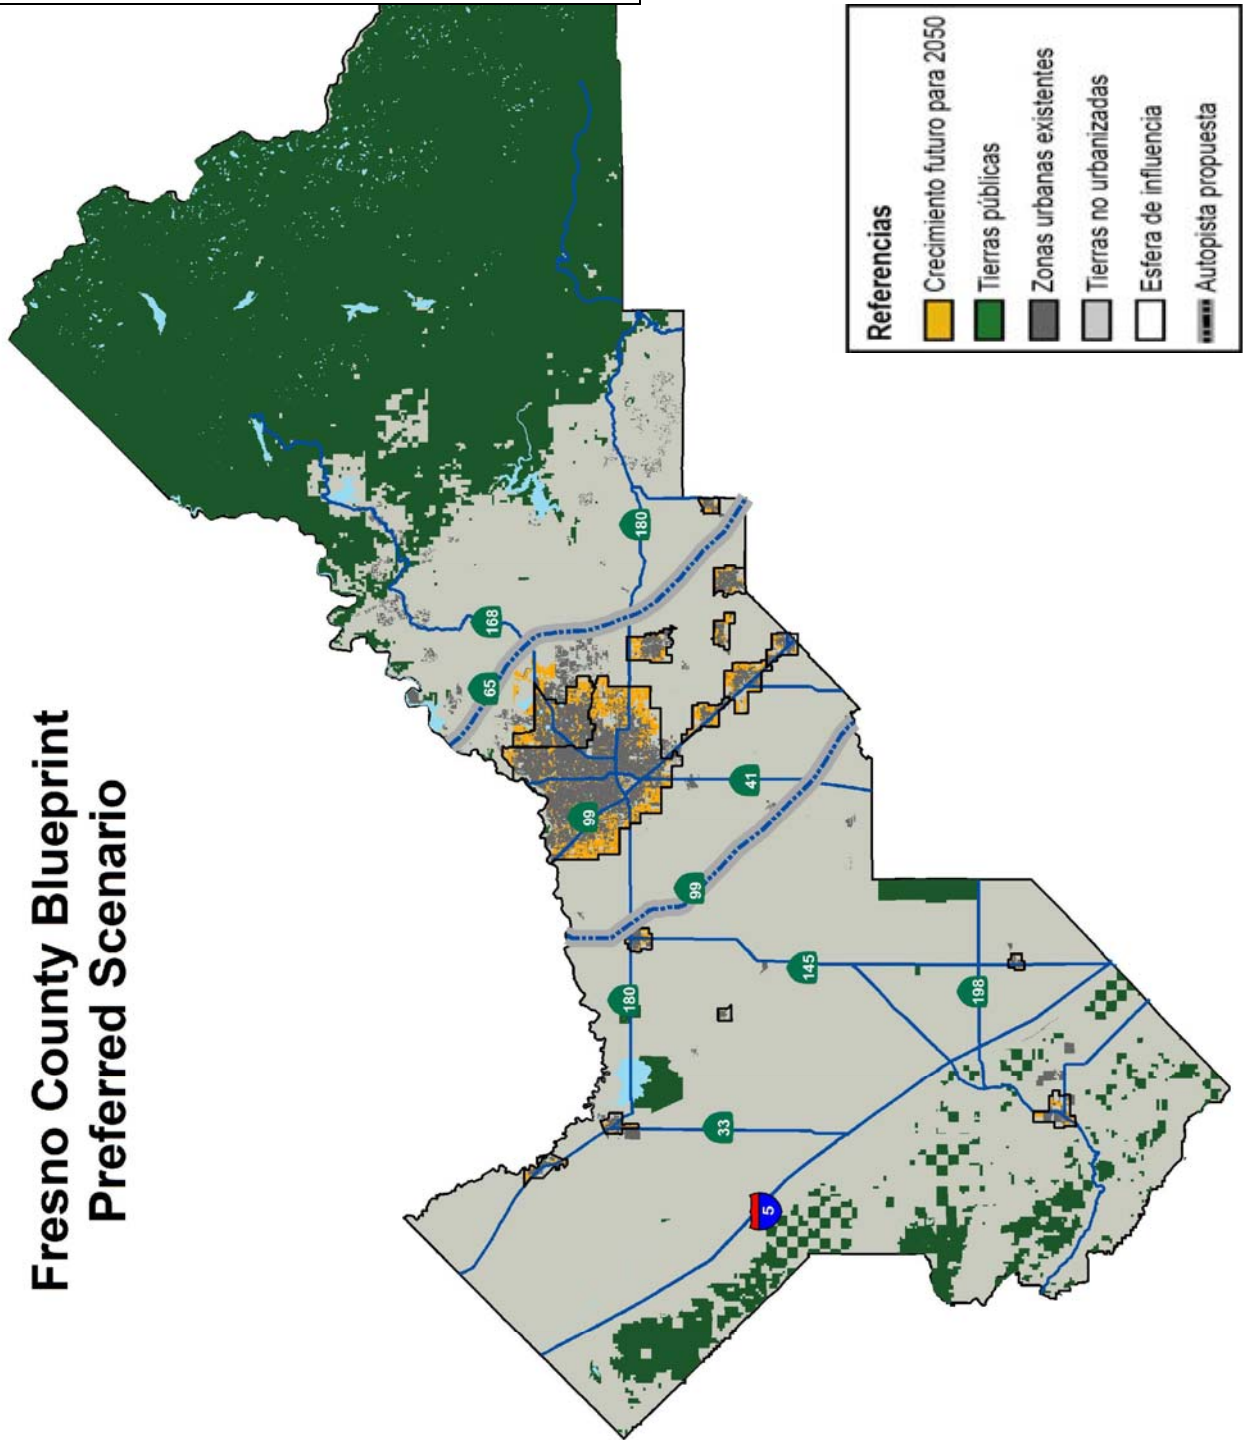 Fresno County Blueprint
Preferred Scenario
65
168
180
99
41
99
180
145
198
33
5
Referencias
Crecimiento futuro para 2050
Tierras públicas
Zonas urbanas existentes
Tierras no urbanizadas
Esfera de influencia
Autopista propuesta